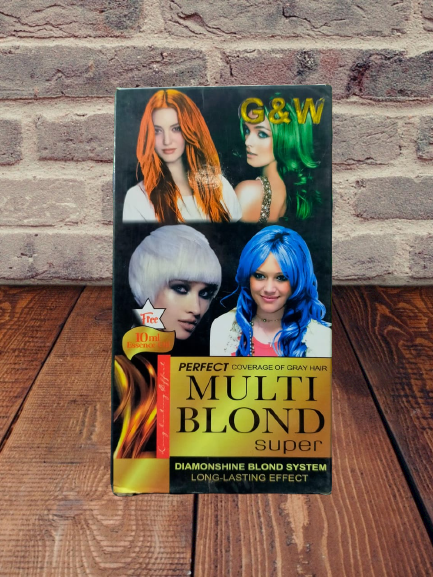 G&W
Free
10ml
PERFECT COVERAGE OF GRAY HAIR
MULTI
BLOND
super
DIAMONSHINE BLOND SYSTEM
LONG-LASTING EFFECT